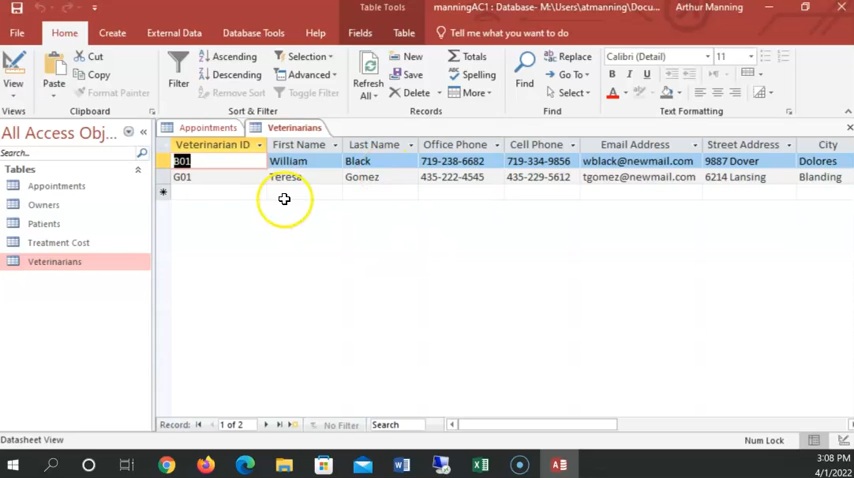 Table Tools
manningAC1 : Database- M:\Users\atmanning\Docu...
Arthur Manning
File
Home
Create
External Data
Database Tools
Help
Fields
Table
Tell me what you want to do
View
Views
Paste
Cut
Copy
Format Painter
Clipboard
Filter
Ascending
Descending
Remove Sort
Selection
Advanced
Toggle Filter
Sort & Filter
Refresh
All
New
Save
Delete
Totals
Spelling
More
Records
Find
Replace
Go To
Select
Find
Calibri (Detail)
11
B I U
A
Text Formatting
All Access Obj...
Search...
Tables
Appointments
Owners
Patients
Treatment Cost
Veterinarians
Appointments
Veterinarians
Veterinarian ID First Name Last Name Office Phone Cell Phone Email Address Street Address City
B01 William Black 719-238-6682 719-334-9856 wblack@newmail.com 9887 Dover Dolores
G01 Teresa Gomez 435-222-4545 435-229-5612 tgomez@newmail.com 6214 Lansing Blanding
Record: 1 of 2 No Filter Search
Datasheet View
Num Lock
3:08 PM
4/1/2022